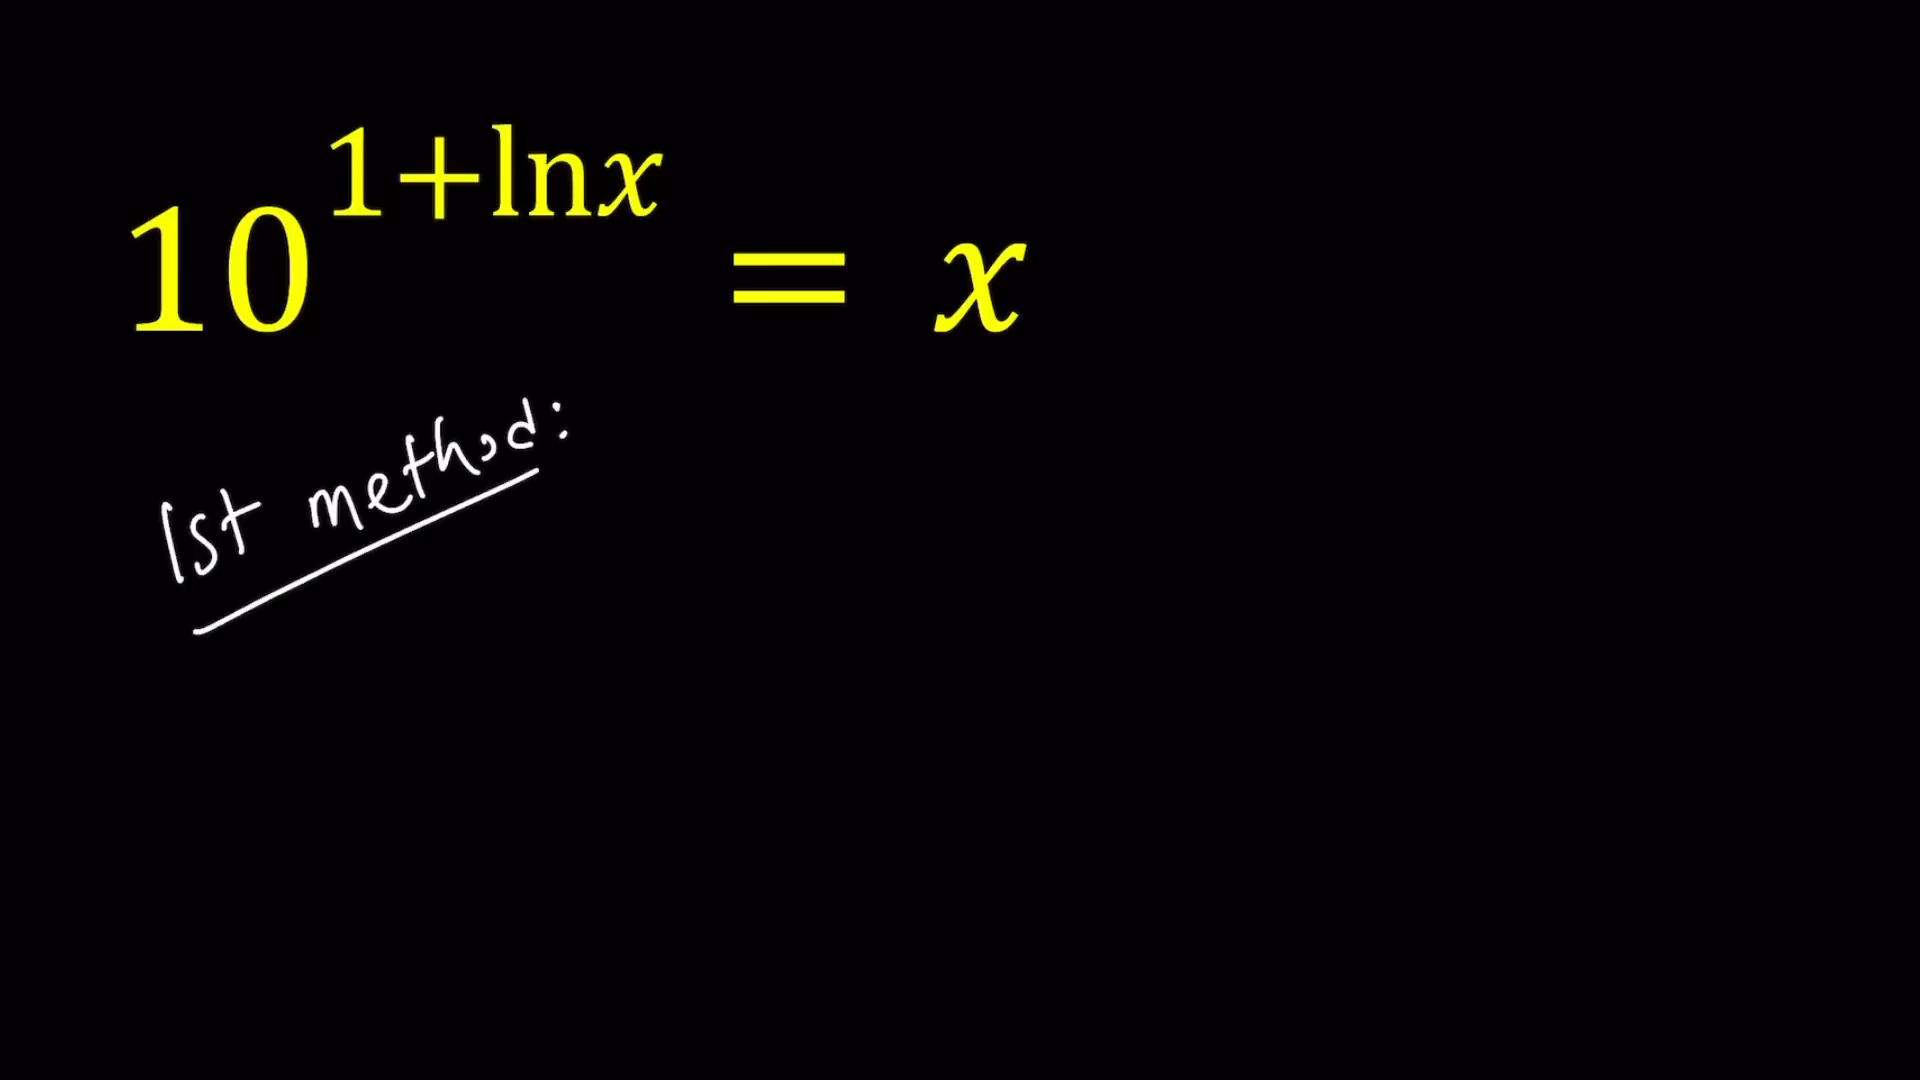 10^{1+lnx} = x
1st method: